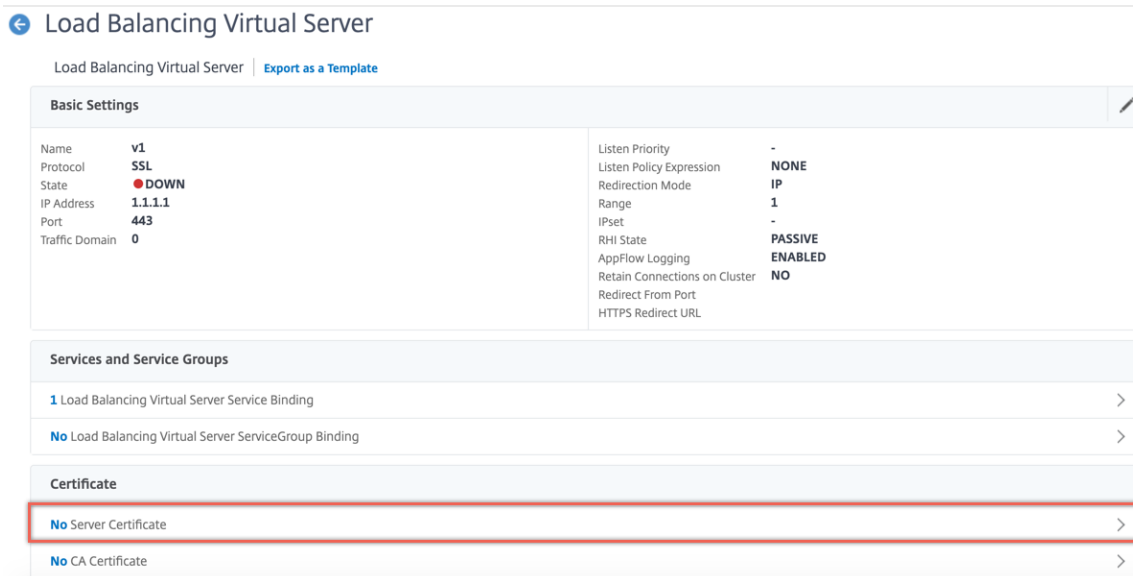 Load Balancing Virtual Server
Load Balancing Virtual Server Export as a Template
Basic Settings
Name v1
Protocol SSL
State DOWN
IP Address 1.1.1.1
Port 443
Traffic Domain 0
Listen Priority -
Listen Policy Expression NONE
Redirection Mode IP
Range 1
IPset -
RHI State PASSIVE
AppFlow Logging ENABLED
Retain Connections on Cluster NO
Redirect From Port
HTTPS Redirect URL
Services and Service Groups
1 Load Balancing Virtual Server Service Binding
No Load Balancing Virtual Server ServiceGroup Binding
Certificate
No Server Certificate
No CA Certificate